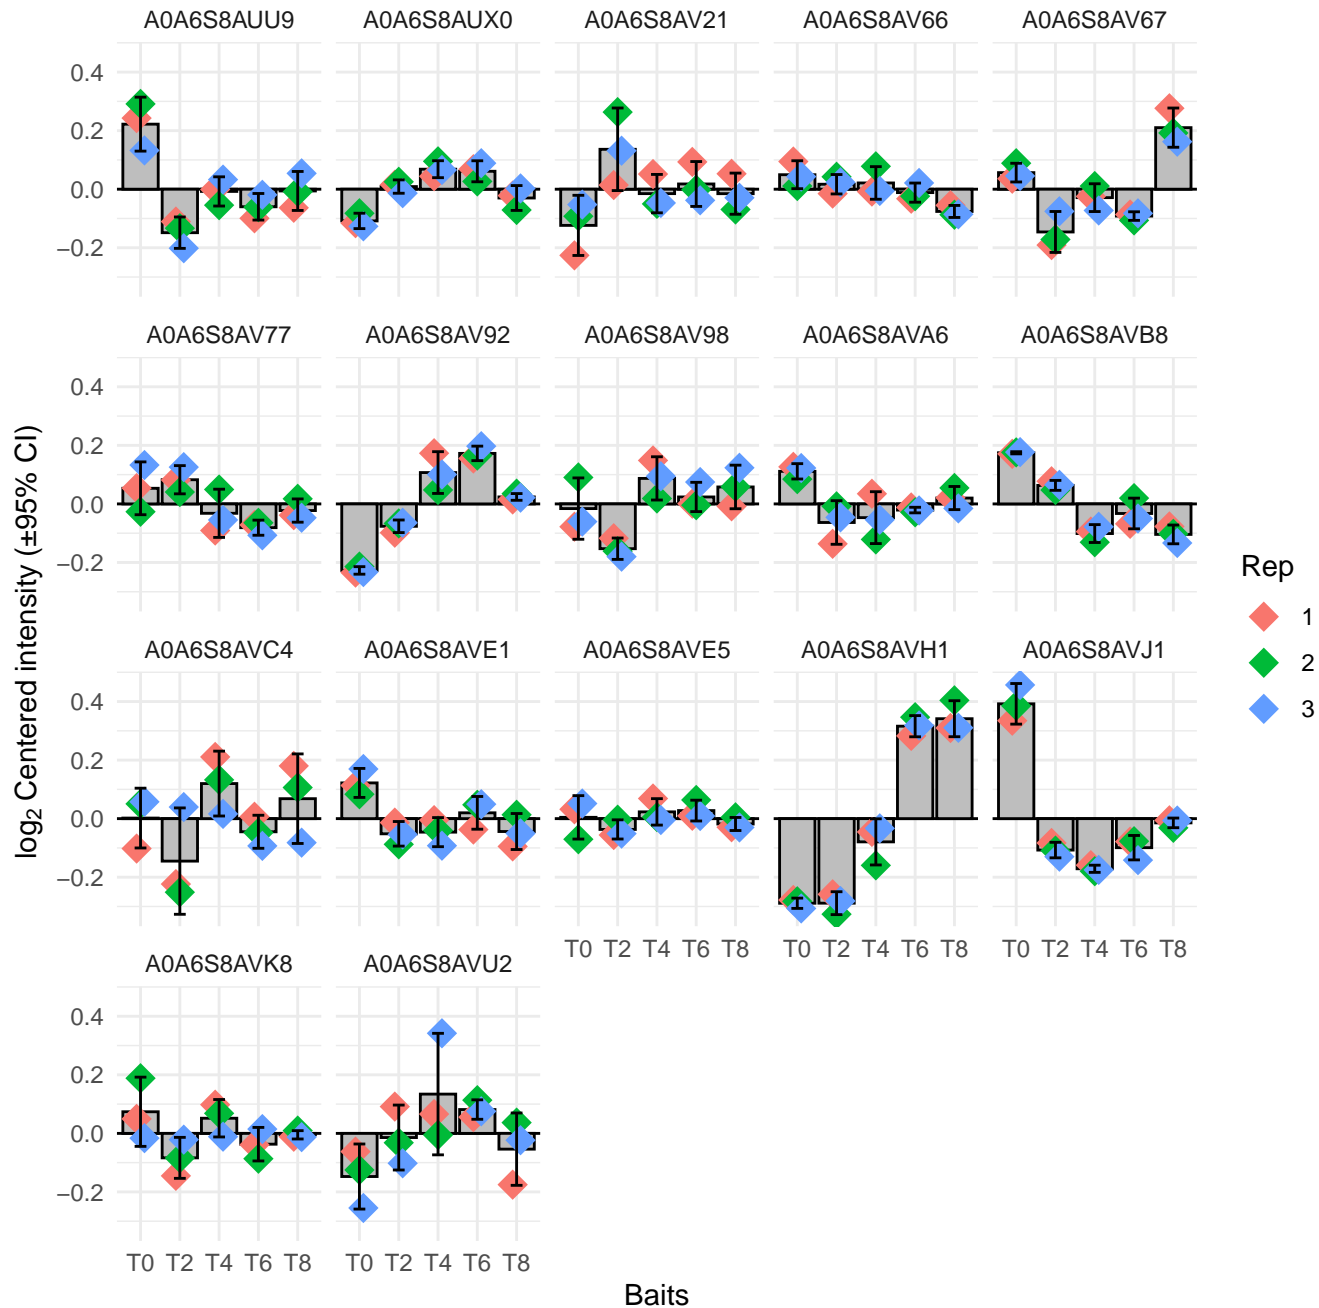 A0A6S8AUU9 A0A6S8AUX0 A0A6S8AV21 A0A6S8AV66 A0A6S8AV67
0.4
0.2
0.0
−0.2
A0A6S8AV77 A0A6S8AV92 A0A6S8AV98 A0A6S8AVA6 A0A6S8AVB8
0.4
0.2
0.0
−0.2
A0A6S8AVC4 A0A6S8AVE1 A0A6S8AVE5 A0A6S8AVH1 A0A6S8AVJ1
0.4
0.2
0.0
−0.2
T0 T2 T4 T6 T8 T0 T2 T4 T6 T8 T0 T2 T4 T6 T8
A0A6S8AVK8 A0A6S8AVU2
0.4
0.2
0.0
−0.2
T0 T2 T4 T6 T8 T0 T2 T4 T6 T8
Baits
log2 Centered intensity (±95% CI)
Rep
1
2
3